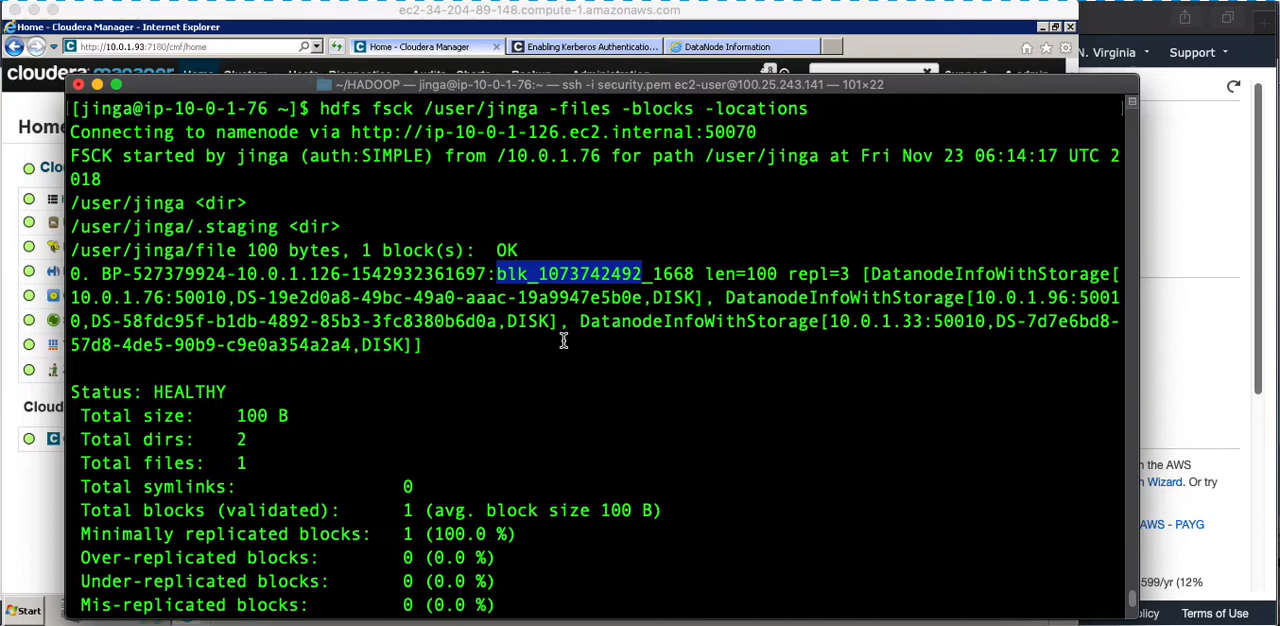 ec2-34-204-89-148.compute-1.amazonaws.com
Home - Cloudera Manager - Internet Explorer
http://10.0.1.93:7180/cmf/home
Home - Cloudera Manager
Enabling Kerberos Authenticatio...
DataNode Information
N. Virginia
Support
~/HADOOP — jinga@ip-10-0-1-76:~ — ssh -i security.pem ec2-user@100.25.243.141 — 101×22
[[jinga@ip-10-0-1-76 ~]$ hdfs fsck /user/jinga -files -blocks -locations ]
Connecting to namenode via http://ip-10-0-1-126.ec2.internal:50070
FSCK started by jinga (auth:SIMPLE) from /10.0.1.76 for path /user/jinga at Fri Nov 23 06:14:17 UTC 2
018
/user/jinga <dir>
/user/jinga/.staging <dir>
/user/jinga/file 100 bytes, 1 block(s):  OK
0. BP-527379924-10.0.1.126-1542932361697:blk_1073742492_1668 len=100 repl=3 [DatanodeInfoWithStorage[
10.0.1.76:50010,DS-19e2d0a8-49bc-49a0-aaac-19a9947e5b0e,DISK], DatanodeInfoWithStorage[10.0.1.96:5001
0,DS-58fdc95f-b1db-4892-85b3-3fc8380b6d0a,DISK], DatanodeInfoWithStorage[10.0.1.33:50010,DS-7d7e6bd8-
57d8-4de5-90b9-c9e0a354a2a4,DISK]]
Status: HEALTHY
Total size: 100 B
Total dirs: 2
Total files: 1
Total symlinks: 0
Total blocks (validated): 1 (avg. block size 100 B)
Minimally replicated blocks: 1 (100.0 %)
Over-replicated blocks: 0 (0.0 %)
Under-replicated blocks: 0 (0.0 %)
Mis-replicated blocks: 0 (0.0 %)
Home
Clo
Cloud
n the AWS
n Wizard. Or try
AWS - PAYG
599/yr (12%
Start
olicy
Terms of Use